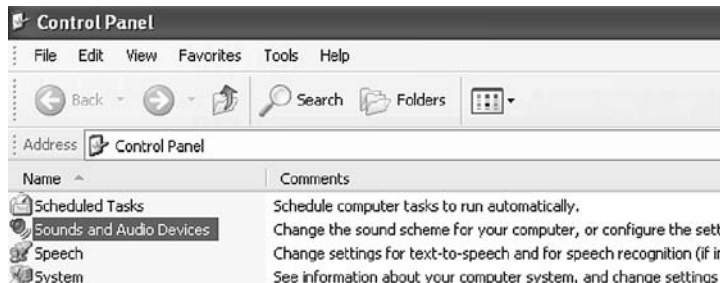 Control Panel
File Edit View Favorites Tools Help
Back Search Folders
Address Control Panel
Name Comments
Scheduled Tasks Schedule computer tasks to run automatically.
Sounds and Audio Devices Change the sound scheme for your computer, or configure the sett
Speech Change settings for text-to-speech and for speech recognition (if i
System See information about your computer system, and change settings